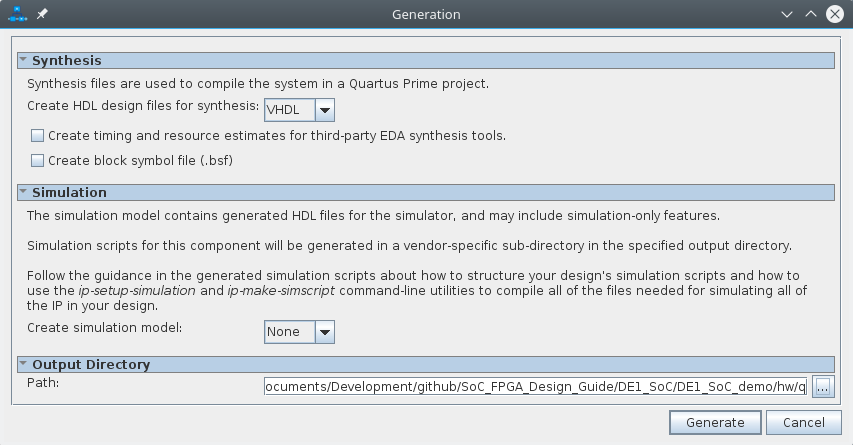 Generation
Synthesis
Synthesis files are used to compile the system in a Quartus Prime project.
Create HDL design files for synthesis: VHDL
Create timing and resource estimates for third-party EDA synthesis tools.
Create block symbol file (.bsf)
Simulation
The simulation model contains generated HDL files for the simulator, and may include simulation-only features.
Simulation scripts for this component will be generated in a vendor-specific sub-directory in the specified output directory.
Follow the guidance in the generated simulation scripts about how to structure your design's simulation scripts and how to
use the ip-setup-simulation and ip-make-simscript command-line utilities to compile all of the files needed for simulating all of
the IP in your design.
Create simulation model: None
Output Directory
Path: ocuments/Development/github/SoC_FPGA_Design_Guide/DE1_SoC/DE1_SoC_demo/hw/q ...
Generate Cancel